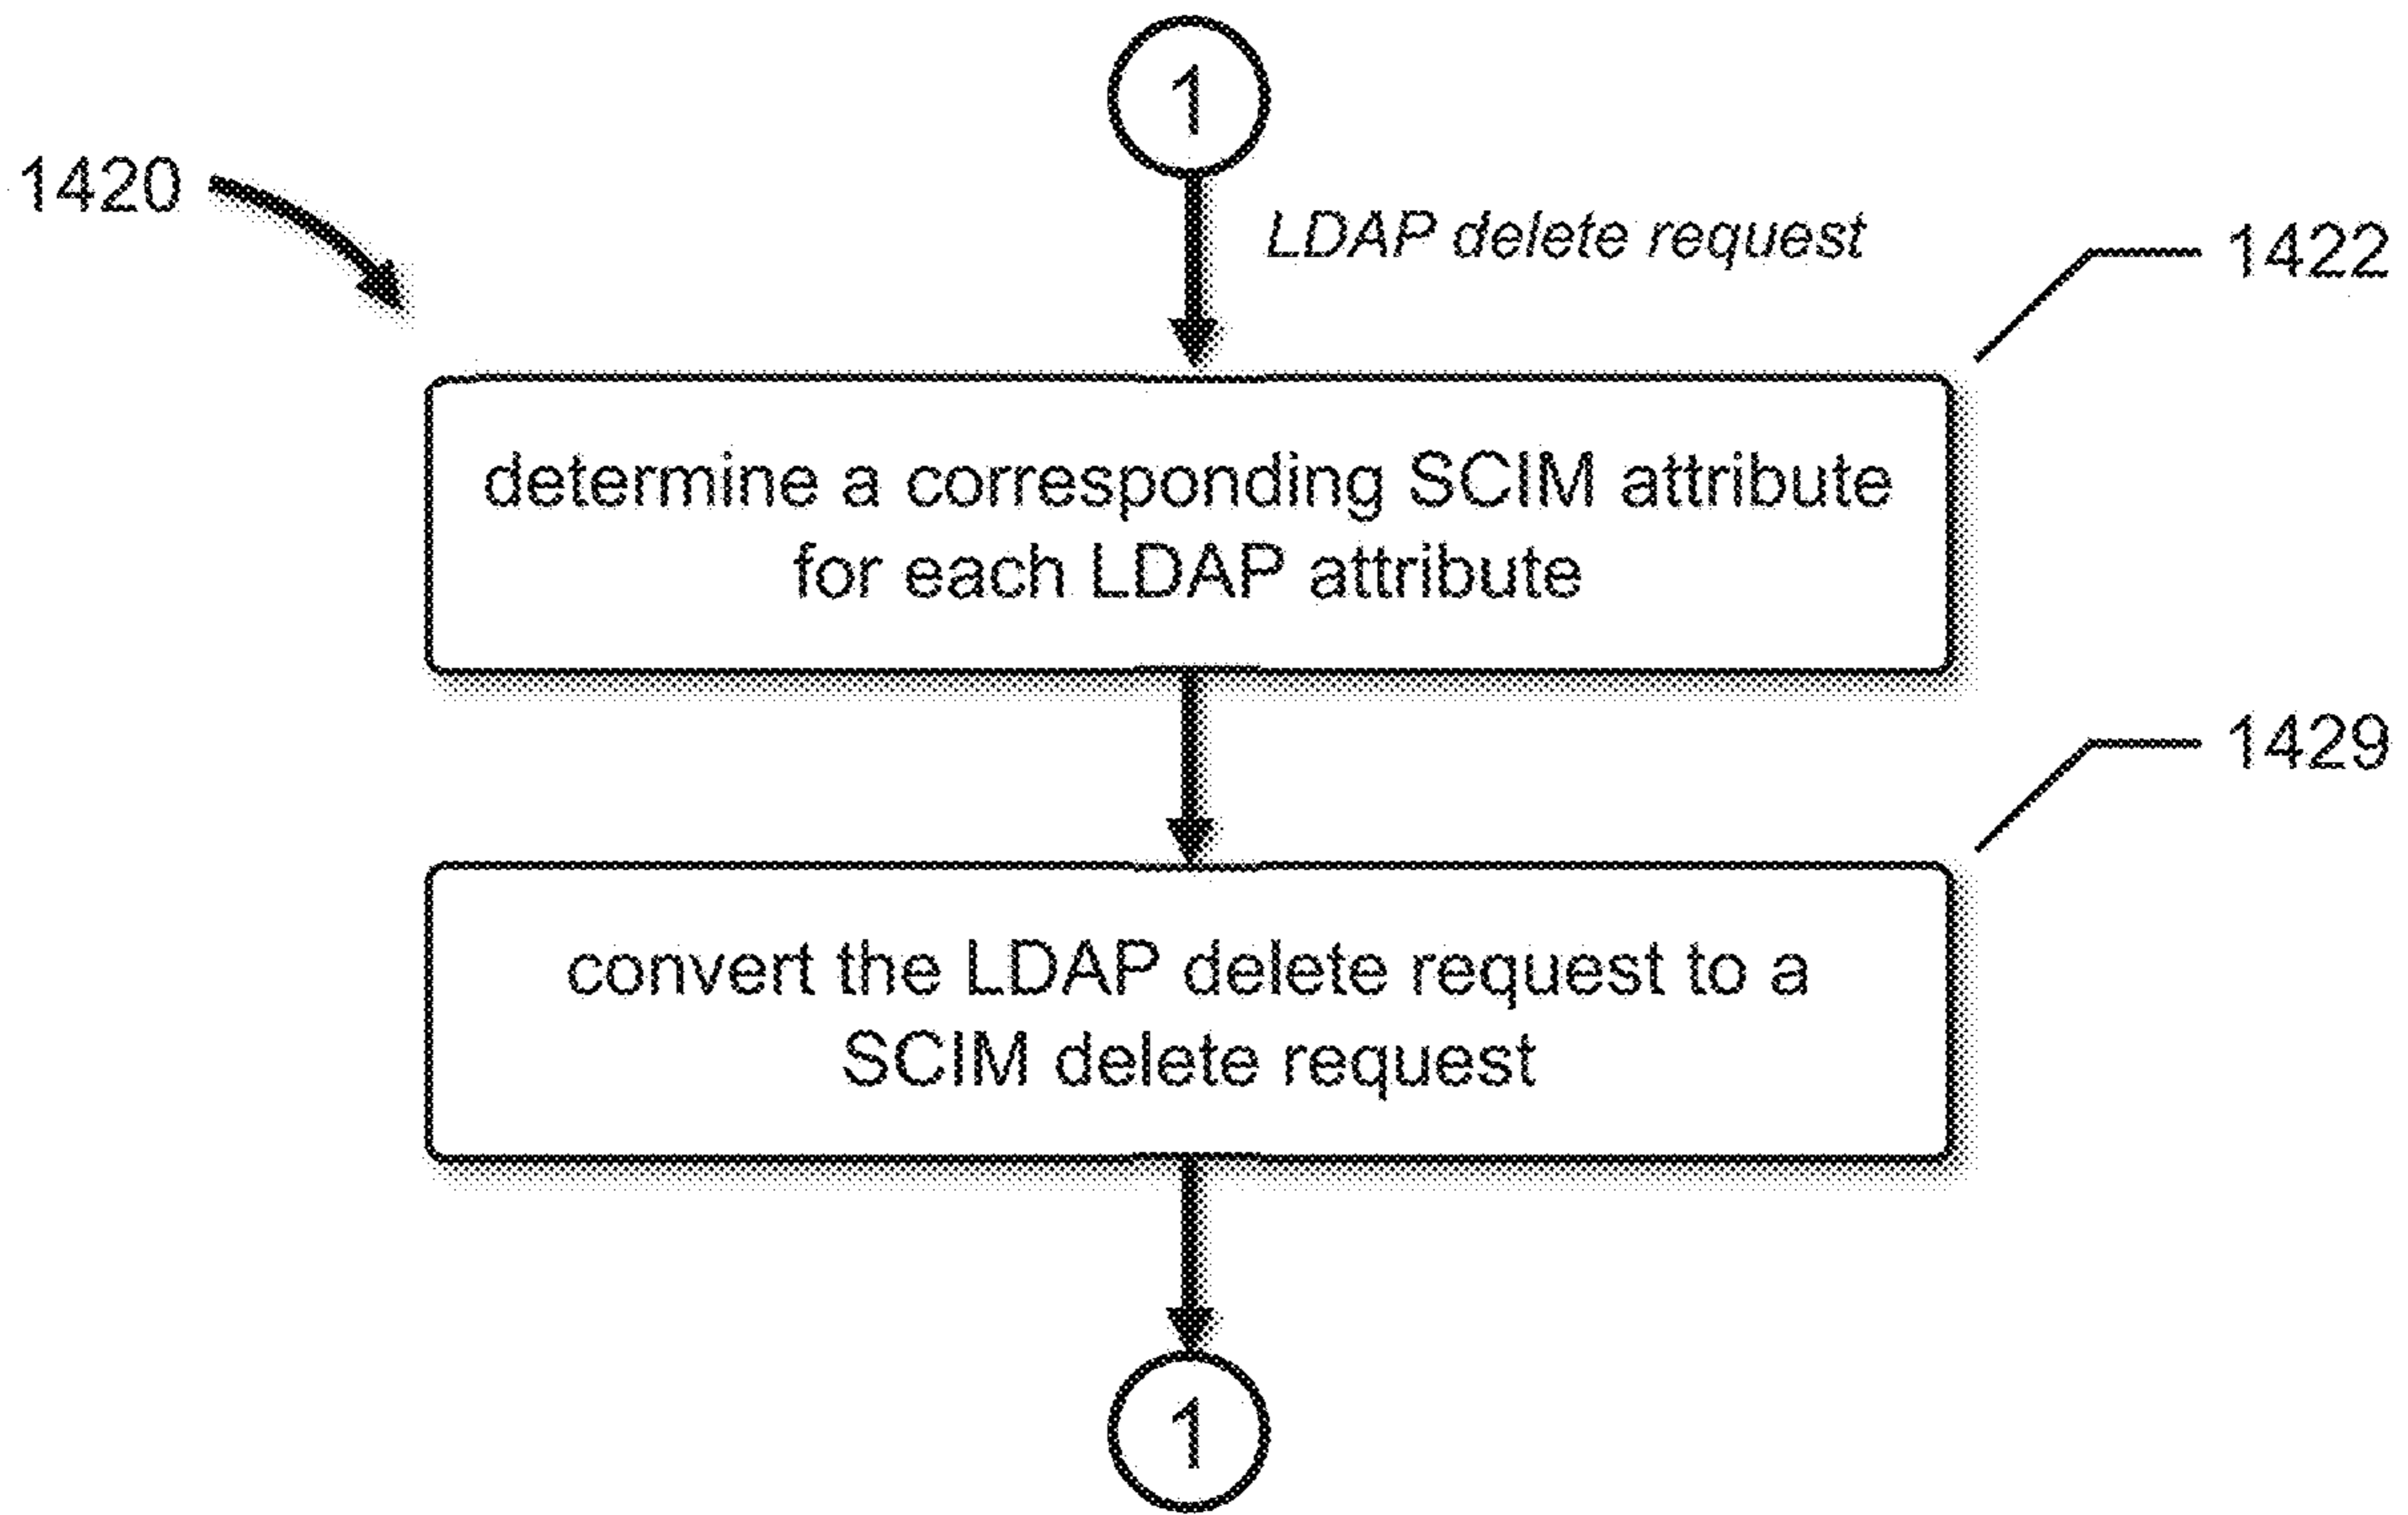 1
1420
LDAP delete request
1422
determine a corresponding SCIM attribute
for each LDAP attribute
1429
convert the LDAP delete request to a
SCIM delete request
1